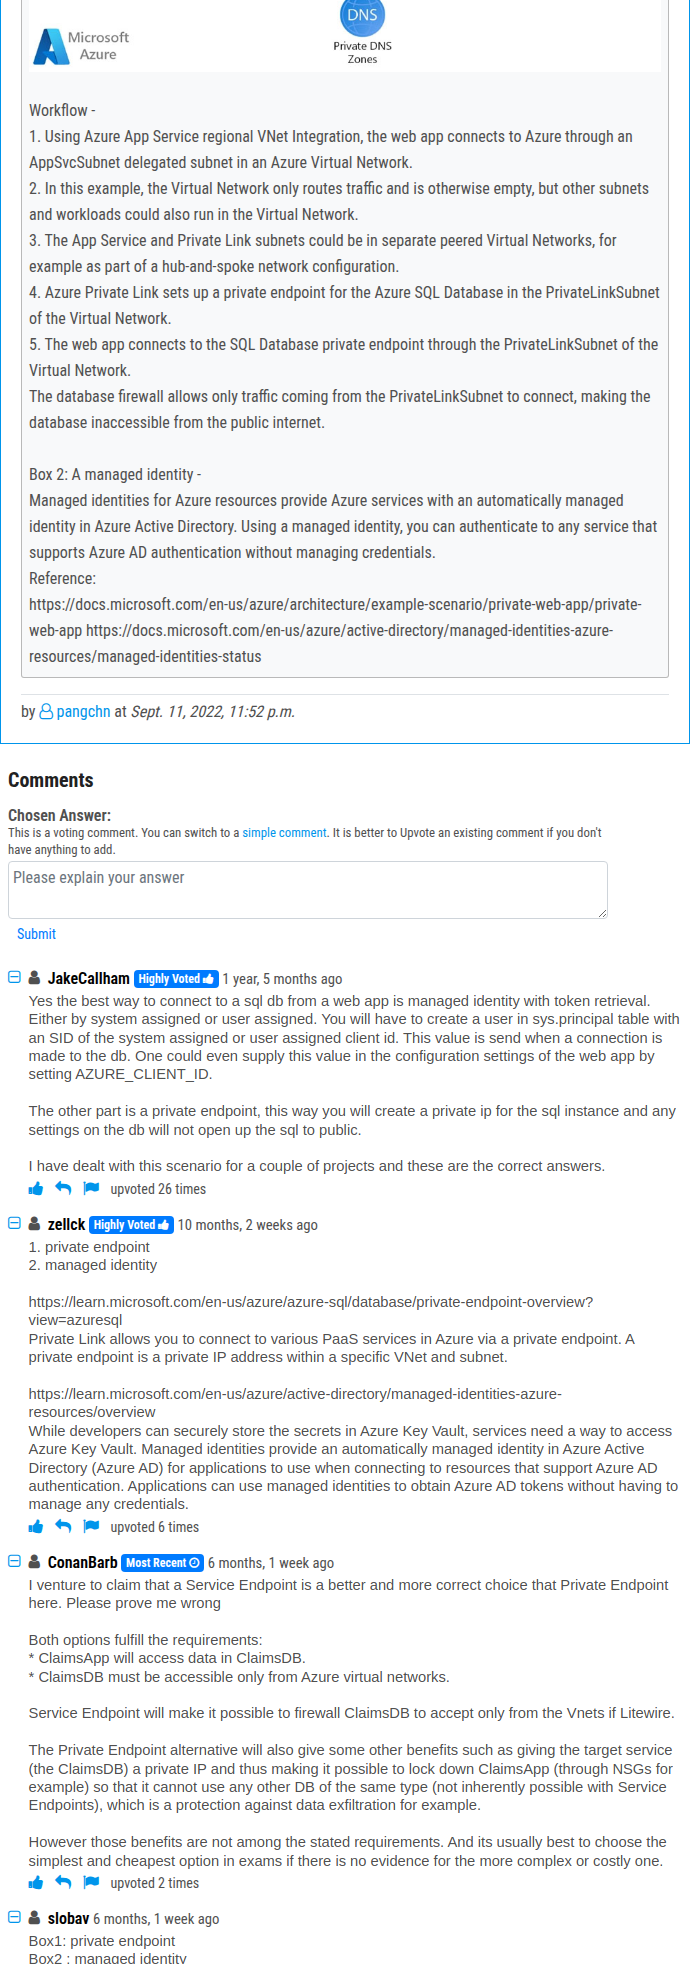 DNS
Microsoft
Azure
Private DNS
Zones
Workflow -
1. Using Azure App Service regional VNet Integration, the web app connects to Azure through an
AppSvcSubnet delegated subnet in an Azure Virtual Network.
2. In this example, the Virtual Network only routes traffic and is otherwise empty, but other subnets
and workloads could also run in the Virtual Network.
3. The App Service and Private Link subnets could be in separate peered Virtual Networks, for
example as part of a hub-and-spoke network configuration.
4. Azure Private Link sets up a private endpoint for the Azure SQL Database in the PrivateLinkSubnet
of the Virtual Network.
5. The web app connects to the SQL Database private endpoint through the PrivateLinkSubnet of the
Virtual Network.
The database firewall allows only traffic coming from the PrivateLinkSubnet to connect, making the
database inaccessible from the public internet.
Box 2: A managed identity -
Managed identities for Azure resources provide Azure services with an automatically managed
identity in Azure Active Directory. Using a managed identity, you can authenticate to any service that
supports Azure AD authentication without managing credentials.
Reference:
https://docs.microsoft.com/en-us/azure/architecture/example-scenario/private-web-app/private-
web-app https://docs.microsoft.com/en-us/azure/active-directory/managed-identities-azure-
resources/managed-identities-status
by pangchn at Sept. 11, 2022, 11:52 p.m.
Comments
Chosen Answer:
This is a voting comment. You can switch to a simple comment. It is better to Upvote an existing comment if you don't
have anything to add.
Please explain your answer
Submit
JakeCallham Highly Voted 1 year, 5 months ago
Yes the best way to connect to a sql db from a web app is managed identity with token retrieval.
Either by system assigned or user assigned. You will have to create a user in sys.principal table with
an SID of the system assigned or user assigned client id. This value is send when a connection is
made to the db. One could even supply this value in the configuration settings of the web app by
setting AZURE_CLIENT_ID.
The other part is a private endpoint, this way you will create a private ip for the sql instance and any
settings on the db will not open up the sql to public.
I have dealt with this scenario for a couple of projects and these are the correct answers.
upvoted 26 times
zellck Highly Voted 10 months, 2 weeks ago
1. private endpoint
2. managed identity
https://learn.microsoft.com/en-us/azure/azure-sql/database/private-endpoint-overview?
view=azuresql
Private Link allows you to connect to various PaaS services in Azure via a private endpoint. A
private endpoint is a private IP address within a specific VNet and subnet.
https://learn.microsoft.com/en-us/azure/active-directory/managed-identities-azure-
resources/overview
While developers can securely store the secrets in Azure Key Vault, services need a way to access
Azure Key Vault. Managed identities provide an automatically managed identity in Azure Active
Directory (Azure AD) for applications to use when connecting to resources that support Azure AD
authentication. Applications can use managed identities to obtain Azure AD tokens without having to
manage any credentials.
upvoted 6 times
ConanBarb Most Recent 6 months, 1 week ago
I venture to claim that a Service Endpoint is a better and more correct choice that Private Endpoint
here. Please prove me wrong
Both options fulfill the requirements:
* ClaimsApp will access data in ClaimsDB.
* ClaimsDB must be accessible only from Azure virtual networks.
Service Endpoint will make it possible to firewall ClaimsDB to accept only from the Vnets if Litewire.
The Private Endpoint alternative will also give some other benefits such as giving the target service
(the ClaimsDB) a private IP and thus making it possible to lock down ClaimsApp (through NSGs for
example) so that it cannot use any other DB of the same type (not inherently possible with Service
Endpoints), which is a protection against data exfiltration for example.
However those benefits are not among the stated requirements. And its usually best to choose the
simplest and cheapest option in exams if there is no evidence for the more complex or costly one.
upvoted 2 times
slobav 6 months, 1 week ago
Box1: private endpoint
Box2 : managed identity